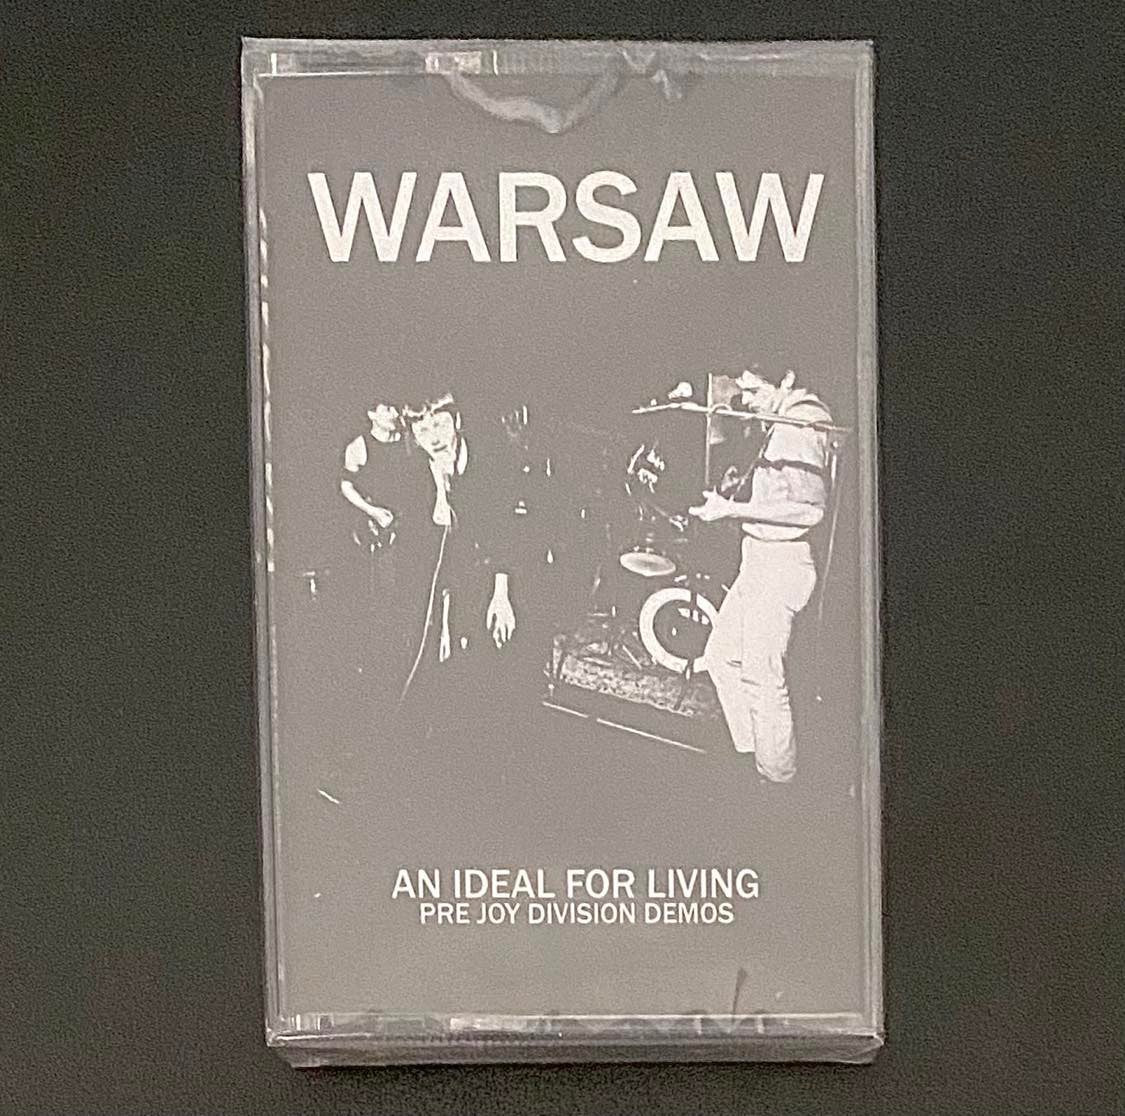 WARSAW
AN IDEAL FOR LIVING
PRE JOY DIVISION DEMOS